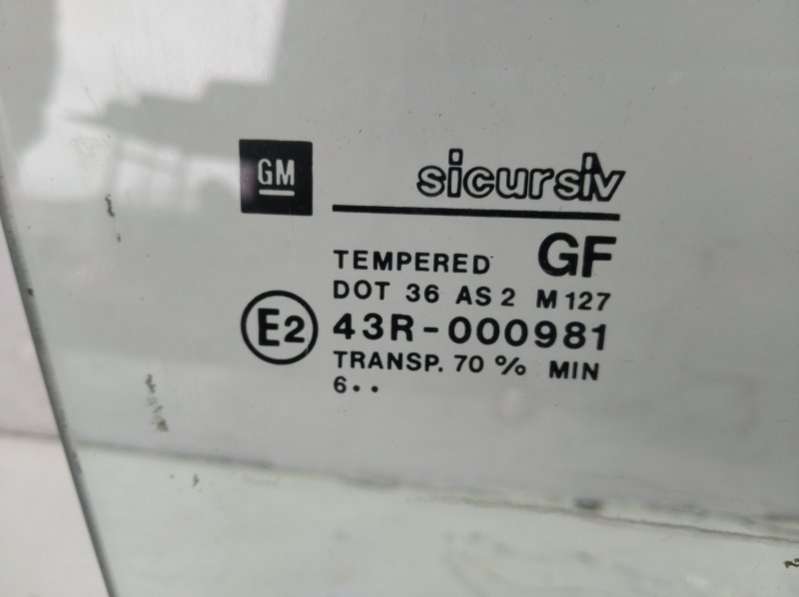 GM
sicursiv
TEMPERED GF
DOT 36 AS2 M127
E2 43R-000981
TRANSP. 70% MIN
6..